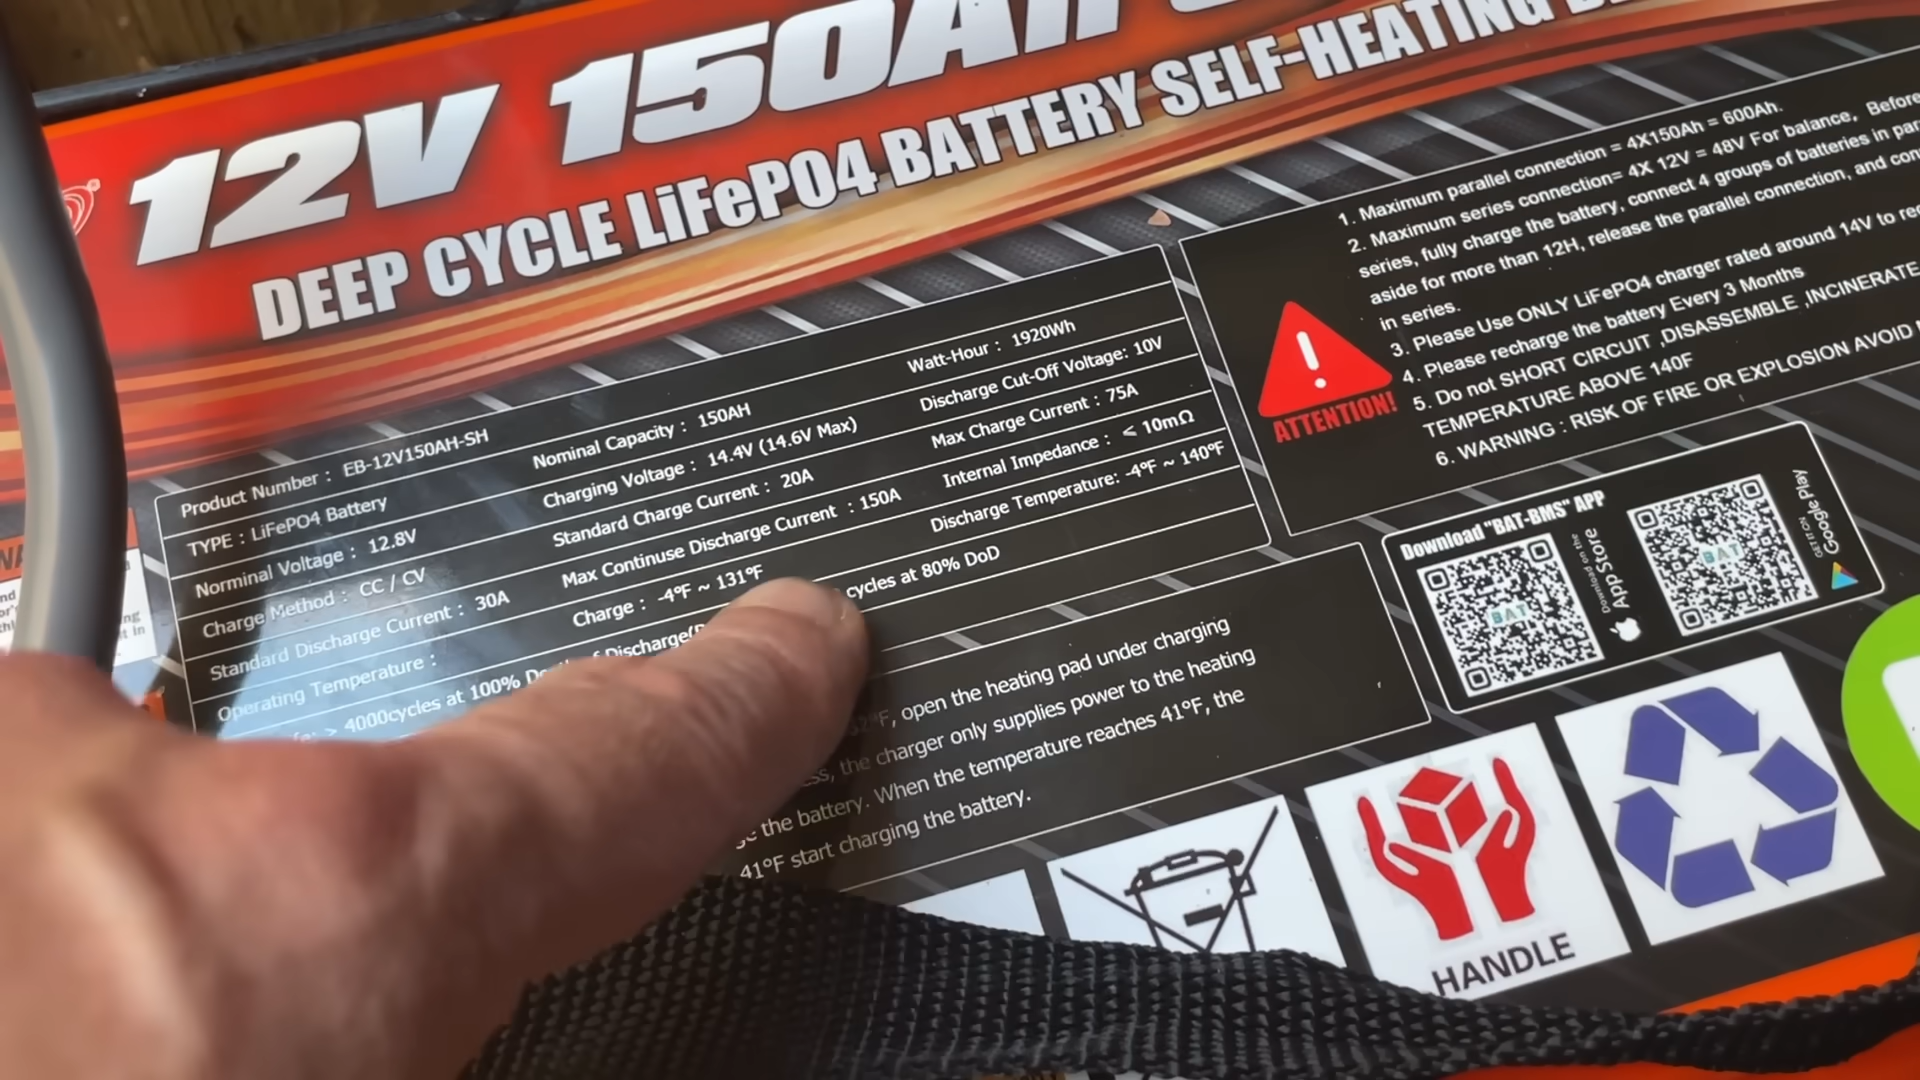 12V 150Ah
DEEP CYCLE LiFePO4 BATTERY SELF-HEATING
Product Number : EB-12V150AH-SH
Nominal Capacity : 150AH
Watt-Hour : 1920Wh
TYPE : LiFePO4 Battery
Charging Voltage : 14.4V (14.6V Max)
Discharge Cut-Off Voltage: 10V
Norminal Voltage : 12.8V
Standard Charge Current : 20A
Max Charge Current : 75A
Charge Method : CC / CV
Max Continuse Discharge Current : 150A
Internal Impedance : ≤ 10mΩ
Standard Discharge Current : 30A
Charge : -4℉ ~ 131℉
Discharge Temperature: -4℉ ~ 140℉
Operating Temperature :
> 4000cycles at 100% Discharge
cycles at 80% DoD
℉, open the heating pad under charging
the charger only supplies power to the heating
the battery. When the temperature reaches 41℉, the
41℉ start charging the battery.
ATTENTION!
1. Maximum parallel connection = 4X150Ah = 600Ah.
2. Maximum series connection= 4X 12V = 48V For balance, Before
series, fully charge the battery, connect 4 groups of batteries in
aside for more than 12H, release the parallel connection, and
in series.
3. Please Use ONLY LiFePO4 charger rated around 14V to
4. Please recharge the battery Every 3 Months
5. Do not SHORT CIRCUIT ,DISASSEMBLE ,INCINERATE
TEMPERATURE ABOVE 140F
6. WARNING : RISK OF FIRE OR EXPLOSION AVOID
Download "BAT-BMS" APP
BAT
Download on the
App Store
BAT
GET IT ON
Google Play
HANDLE